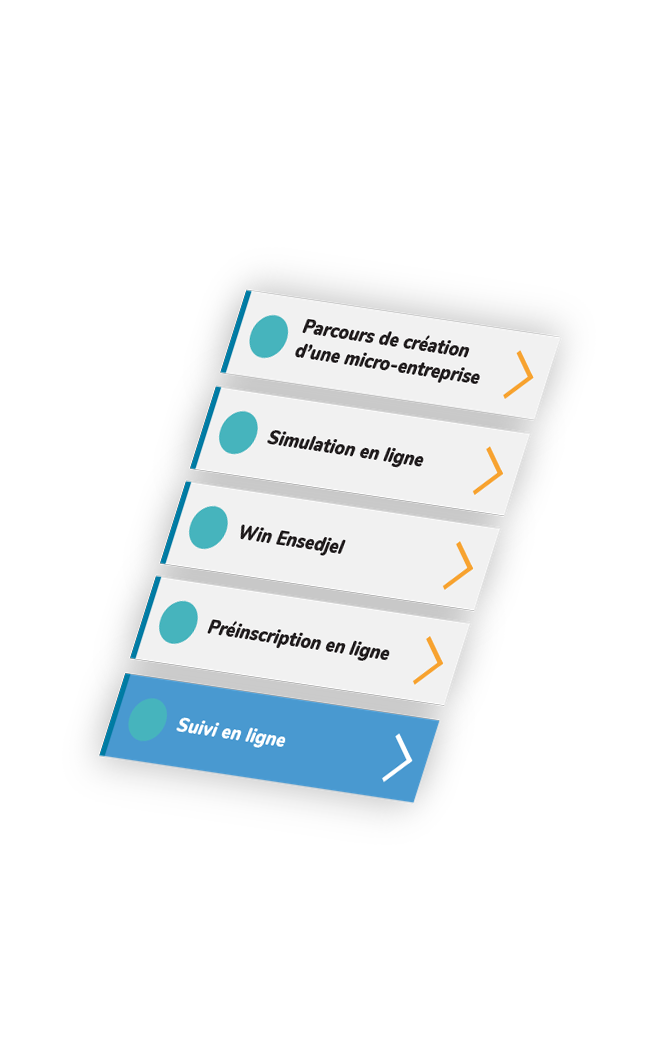 Parcours de création
d'une micro-entreprise
Simulation en ligne
Win Ensedjel
Préinscription en ligne
Suivi en ligne